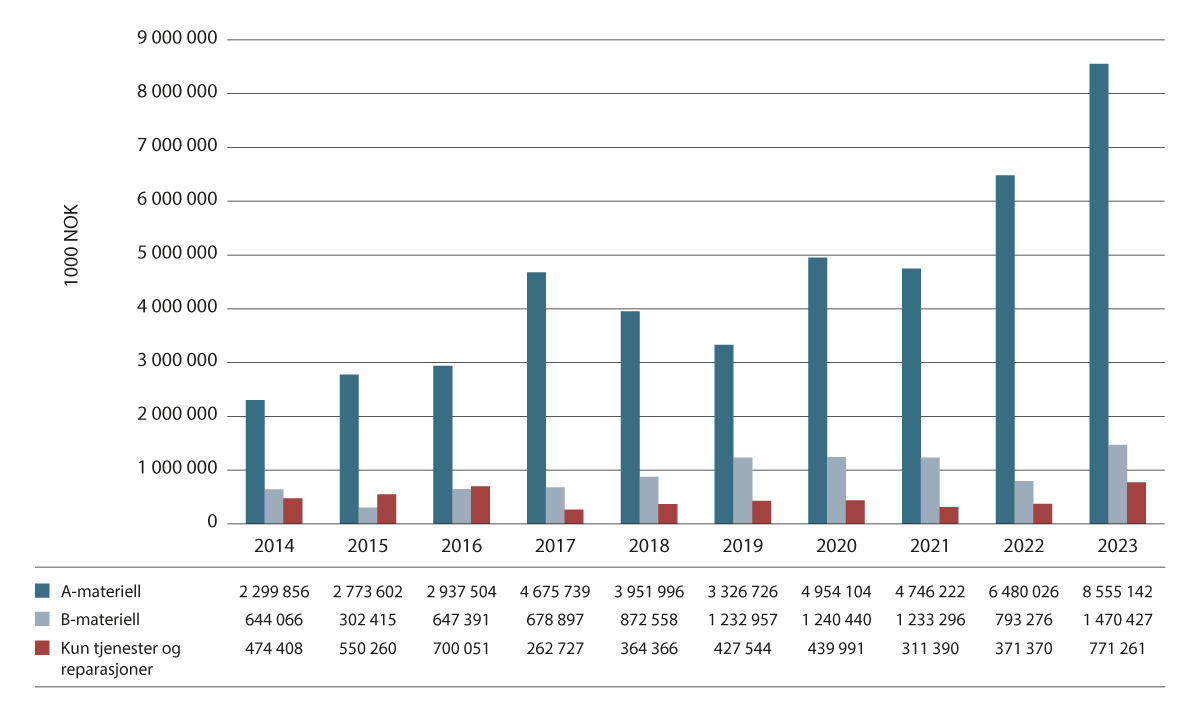 9 000 000
8 000 000
7 000 000
6 000 000
5 000 000
4 000 000
3 000 000
2 000 000
1 000 000
0
1000 NOK
2014 2015 2016 2017 2018 2019 2020 2021 2022 2023
A-materiell 2 299 856 2 773 602 2 937 504 4 675 739 3 951 996 3 326 726 4 954 104 4 746 222 6 480 026 8 555 142
B-materiell 644 066 302 415 647 391 678 897 872 558 1 232 957 1 240 440 1 233 296 793 276 1 470 427
Kun tjenester og 474 408 550 260 700 051 262 727 364 366 427 544 439 991 311 390 371 370 771 261
reparasjoner